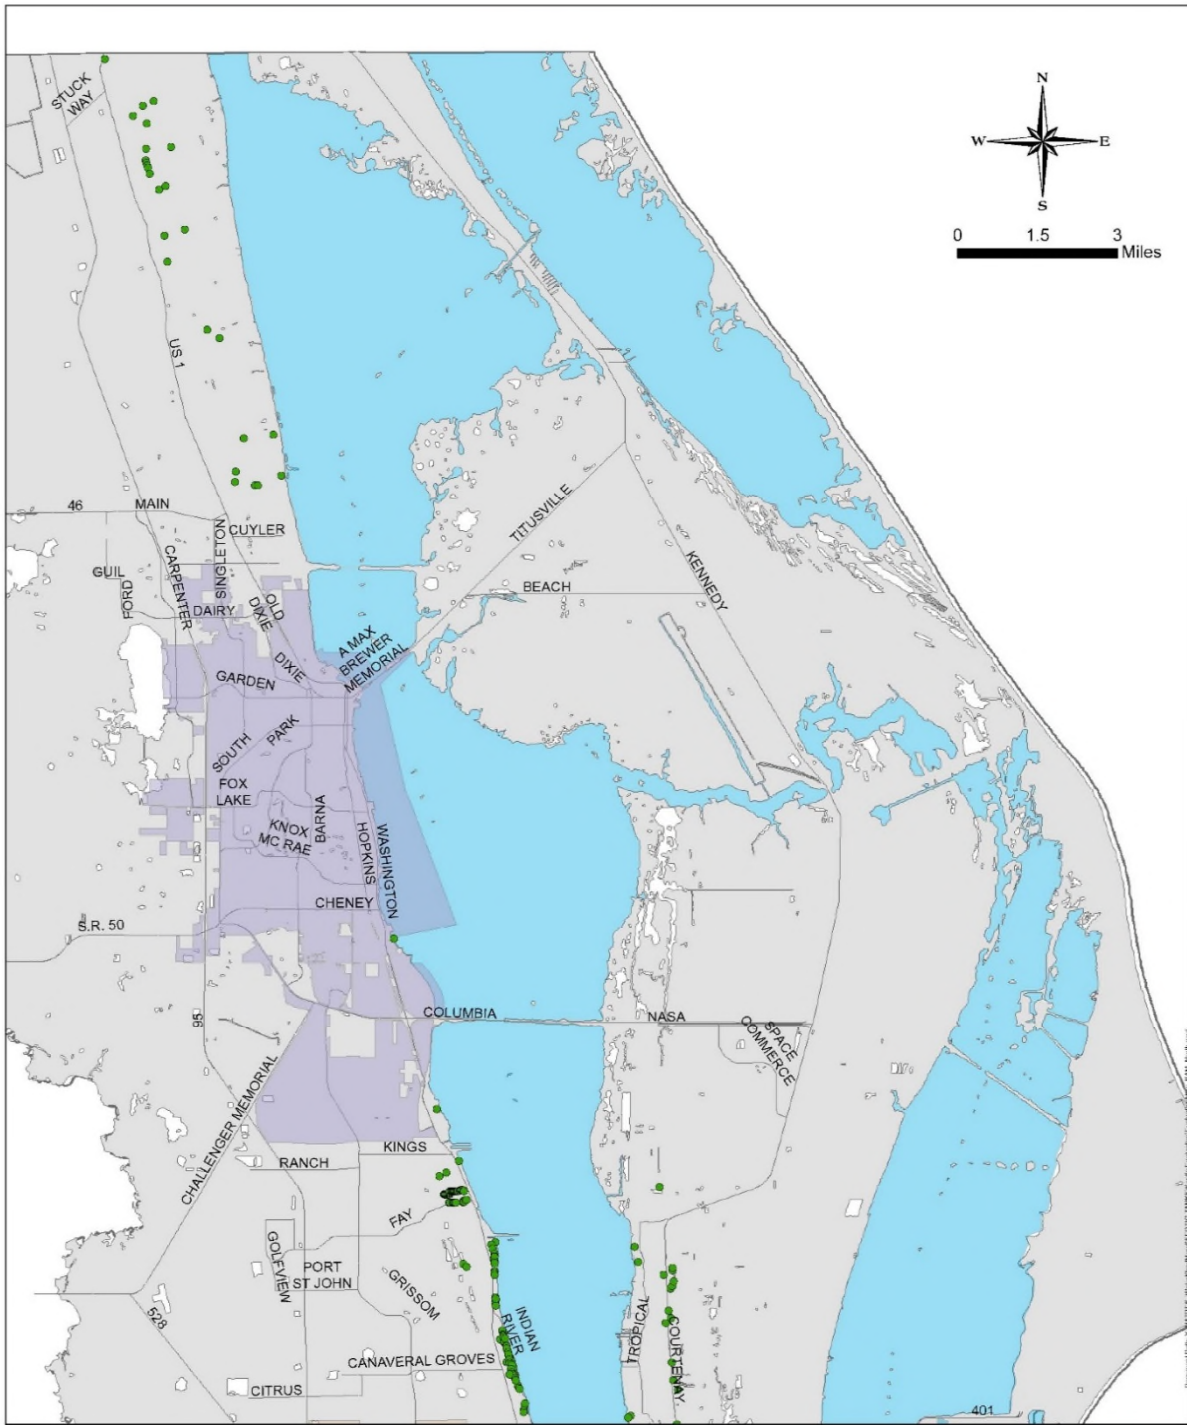 STUCK
WAY
N
W
E
S
0
1.5
3
Miles
US 1
46
MAIN
CUYLER
SINGLETON
TITUSVILLE
CARPENTER
GUIL
FORD
DAIRY
OLD
DIXIE
BEACH
KENNEDY
A MAX
BREWER
MEMORIAL
DIXIE
GARDEN
SOUTH
PARK
FOX
LAKE
BARNA
KNOX
MC RAE
HOPKINS
WASHINGTON
CHENEY
S.R. 50
COLUMBIA
NASA
95
SPACE
COMMERCE
CHALLENGER MEMORIAL
KINGS
RANCH
FAY
GOLFVIEW
PORT
ST JOHN
GRISSOM
INDIAN
RIVER
TROPICAL
COURTENAY
528
CANAVERAL GROVES
CITRUS
401